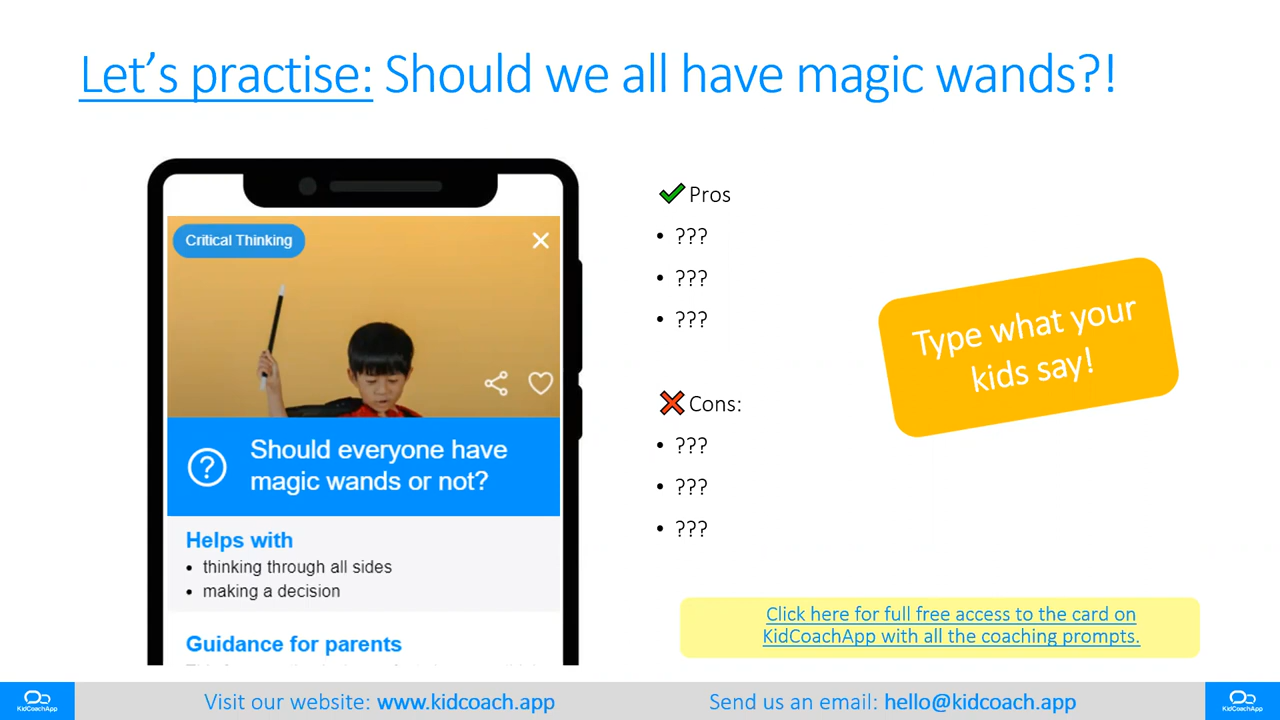 Let's practise: Should we all have magic wands?!
Critical Thinking
Should everyone have
magic wands or not?
Helps with
• thinking through all sides
• making a decision
Guidance for parents
Pros
• ???
• ???
• ???
Cons:
• ???
• ???
• ???
Type what your
kids say!
Click here for full free access to the card on
KidCoachApp with all the coaching prompts.
KidCoachApp
Visit our website: www.kidcoach.app
Send us an email: hello@kidcoach.app
KidCoachApp